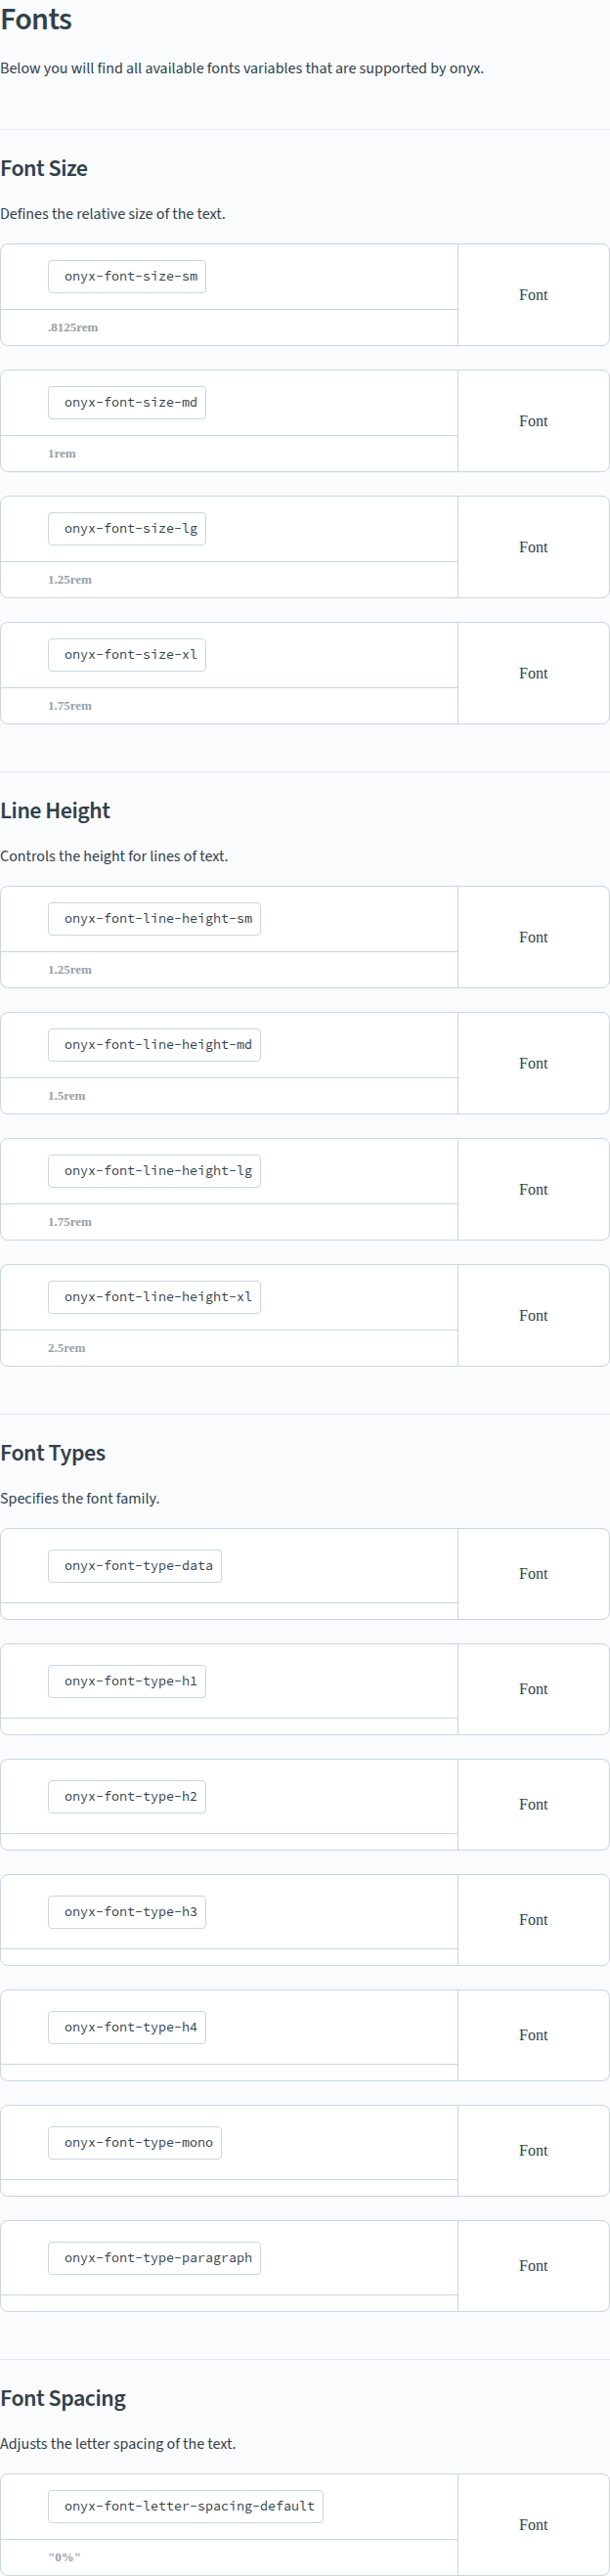 Fonts
Below you will find all available fonts variables that are supported by onyx.
Font Size
Defines the relative size of the text.
onyx-font-size-sm
Font
.8125rem
onyx-font-size-md
Font
1rem
onyx-font-size-lg
Font
1.25rem
onyx-font-size-xl
Font
1.75rem
Line Height
Controls the height for lines of text.
onyx-font-line-height-sm
Font
1.25rem
onyx-font-line-height-md
Font
1.5rem
onyx-font-line-height-lg
Font
1.75rem
onyx-font-line-height-xl
Font
2.5rem
Font Types
Specifies the font family.
onyx-font-type-data
Font
onyx-font-type-h1
Font
onyx-font-type-h2
Font
onyx-font-type-h3
Font
onyx-font-type-h4
Font
onyx-font-type-mono
Font
onyx-font-type-paragraph
Font
Font Spacing
Adjusts the letter spacing of the text.
onyx-font-letter-spacing-default
Font
"0%"